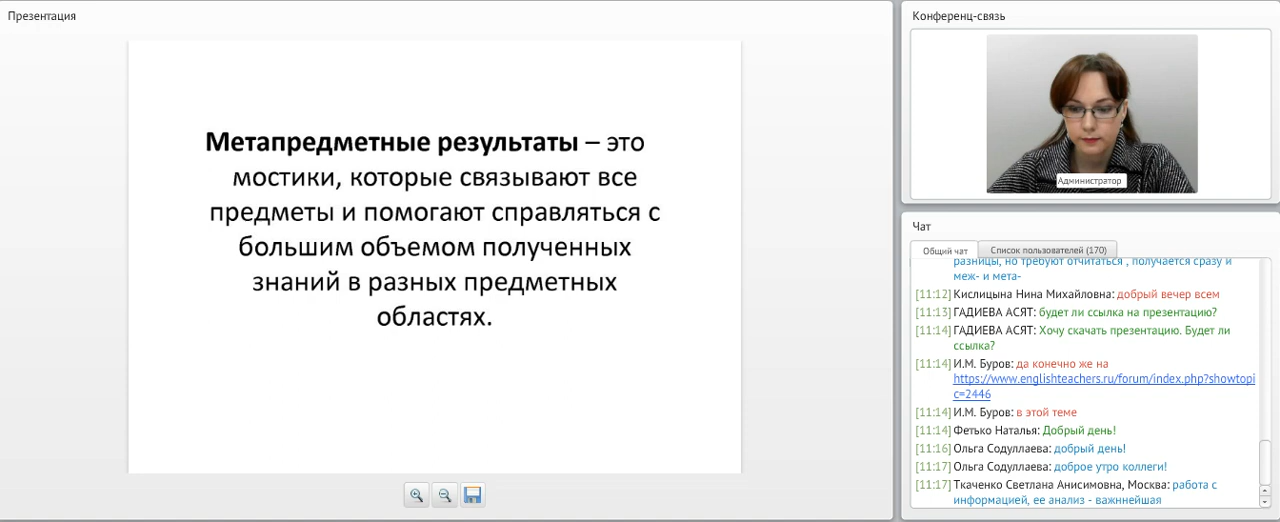 Презентация
Метапредметные результаты – это
мостики, которые связывают все
предметы и помогают справляться с
большим объемом полученных
знаний в разных предметных
областях.
Конференц-связь
Администратор
Чат
Общий чат
Список пользователей (170)
разницы, но требуют отчитаться , получается сразу и
меж- и мета-
[11:12] Кислицына Нина Михайловна: добрый вечер всем
[11:13] ГАДИЕВА АСЯТ: будет ли ссылка на презентацию?
[11:14] ГАДИЕВА АСЯТ: Хочу скачать презентацию. Будет ли
ссылка?
[11:14] И.М. Буров: да конечно же на
https://www.englishteachers.ru/forum/index.php?showtopi
c=2446
[11:14] И.М. Буров: в этой теме
[11:14] Фетько Наталья: Добрый день!
[11:16] Ольга Содуллаева: добрый день!
[11:17] Ольга Содуллаева: доброе утро коллеги!
[11:17] Ткаченко Светлана Анисимовна, Москва: работа с
информацией, ее анализ - важннейшая